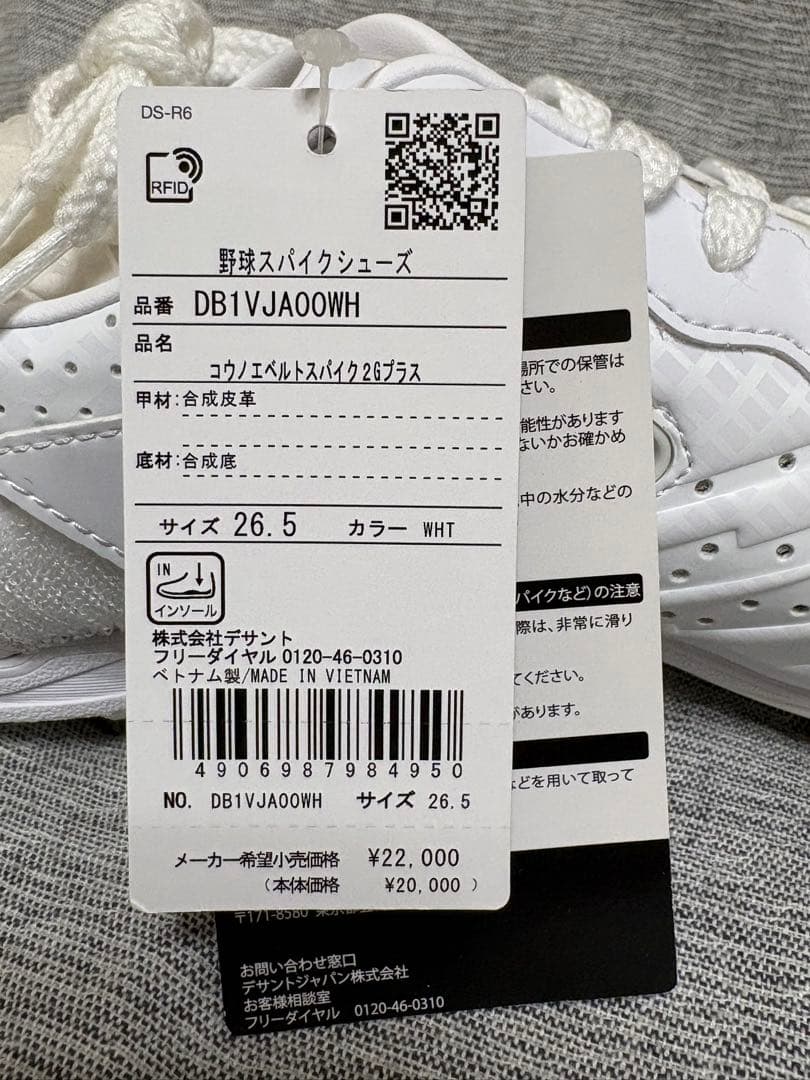 DS-R6
RFID
野球スパイクシューズ
品番 DB1VJA00WH
品名
コウノエベルトスパイク2Gプラス
甲材:合成皮革
底材:合成底
サイズ 26.5 カラー WHT
IN
インソール
株式会社デサント
フリーダイヤル 0120-46-0310
ベトナム製/MADE IN VIETNAM
4906987984950
NO. DB1VJA00WH サイズ 26.5
メーカー希望小売価格 ¥22,000
(本体価格 ¥20,000 )
場所での保管は
さい。
能性があります
ないかお確かめ
中の水分などの
パイクなど)の注意
際は、非常に滑り
てください。
があります。
などを用いて取って
〒171-8580
お問い合わせ窓口
デサントジャパン株式会社
お客様相談室
フリーダイヤル 0120-46-0310